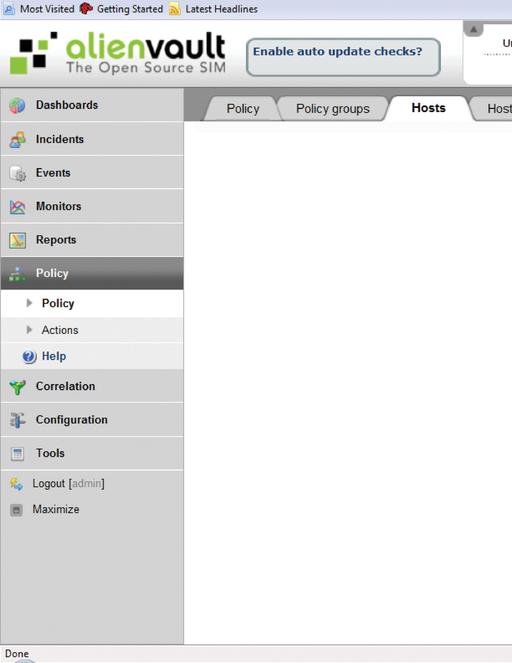 Most Visited Getting Started Latest Headlines
alienvault
The Open Source SIM
Enable auto update checks?
Policy Policy groups Hosts Host
Dashboards
Incidents
Events
Monitors
Reports
Policy
Policy
Actions
Help
Correlation
Configuration
Tools
Logout [admin]
Maximize
Done